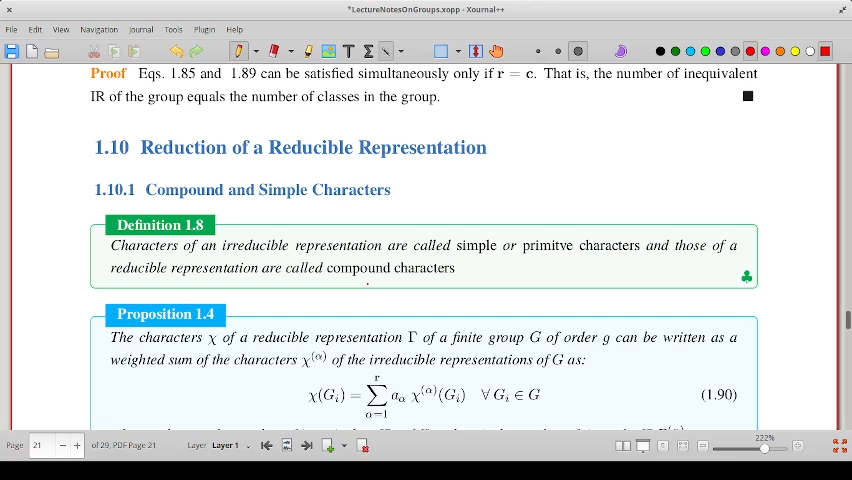 *LectureNotesOnGroups.xopp - Xournal++
File Edit View Navigation Journal Tools Plugin Help
Proof Eqs. 1.85 and 1.89 can be satisfied simultaneously only if r = c. That is, the number of inequivalent
IR of the group equals the number of classes in the group.
1.10 Reduction of a Reducible Representation
1.10.1 Compound and Simple Characters
Definition 1.8
Characters of an irreducible representation are called simple or primitve characters and those of a
reducible representation are called compound characters
Proposition 1.4
The characters χ of a reducible representation Γ of a finite group G of order g can be written as a
weighted sum of the characters χ^(α) of the irreducible representations of G as:
χ(G_i) = ∑_{α=1}^{r} a_α χ^(α)(G_i) ∀ G_i ∈ G (1.90)
Page 21 of 29, PDF Page 21 Layer Layer 1 222%